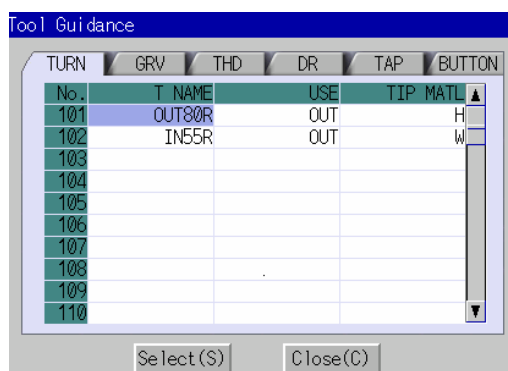 Tool Guidance
TURN GRV THD DR TAP BUTTON
No. T NAME USE TIP MATL
101 OUT80R OUT H
102 IN55R OUT W
103
104
105
106
107
108
109
110
Select(S) Close(C)